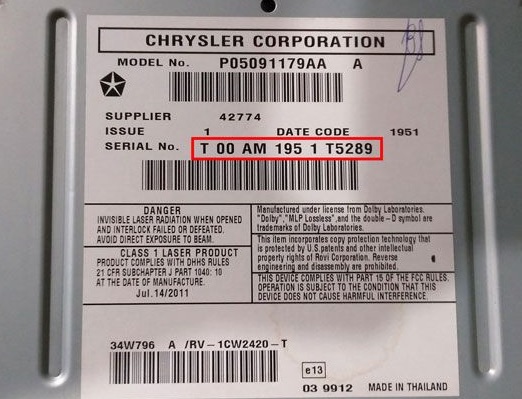 CHRYSLER CORPORATION
MODEL No. P05091179AA A
SUPPLIER 42774
ISSUE 1 DATE CODE 1951
SERIAL No. T 00 AM 195 1 T5289
DANGER
INVISIBLE LASER RADIATION WHEN OPENED
AND INTERLOCK FAILED OR DEFEATED.
AVOID DIRECT EXPOSURE TO BEAM.
CLASS 1 LASER PRODUCT
PRODUCT COMPLIES WITH DHHS RULES
21 CFR SUBCHAPTER J PART 1040: 10
AT THE DATE OF MANUFACTURE.
Jul.14/2011
Manufactured under license from Dolby Laboratories.
"Dolby","MLP Lossless",and the double-D symbol are
trademarks of Dolby Laboratories.
This item incorporates copy protection technology that
is protected by U.S. patents and other intellectual
property rights of Rovi Corporation. Reverse
engineering and disassembly are prohibited.
THIS DEVICE COMPLIES WITH PART 15 OF THE FCC RULES.
OPERATION IS SUBJECT TO THE CONDITION THAT THIS
DEVICE DOES NOT CAUSE HARMFUL INTERFERENCE.
34W796 A /RV-1CW2420-T
e13
03 9912 MADE IN THAILAND